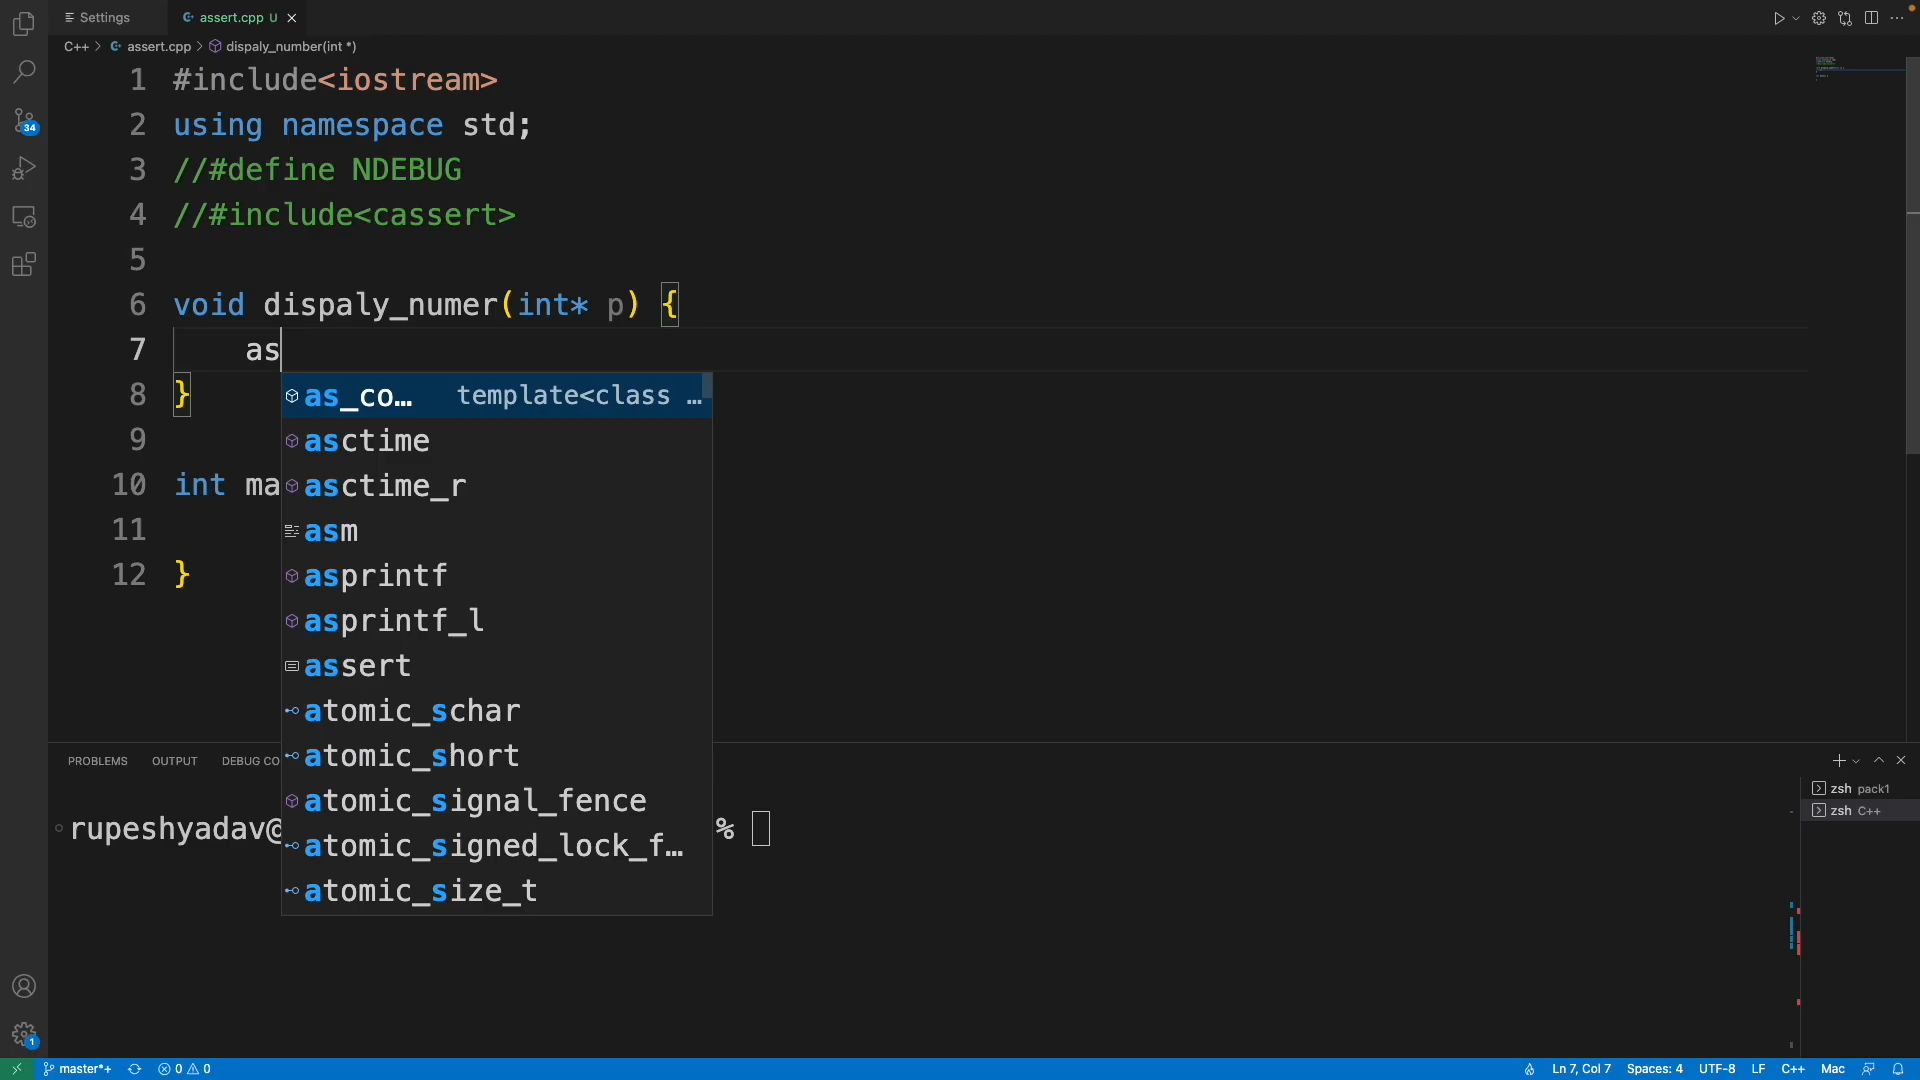 Settings
assert.cpp U
C++ > assert.cpp > dispaly_number(int *)
1 #include<iostream>
2 using namespace std;
3 //#define NDEBUG
4 //#include<cassert>
5
6 void dispaly_numer(int* p) {
7 as
8 }
9
10 int ma
11
12 }
as_co… template<class …
asctime
asctime_r
asm
asprintf
asprintf_l
assert
atomic_schar
atomic_short
atomic_signal_fence
atomic_signed_lock_f…
atomic_size_t
34
PROBLEMS OUTPUT DEBUG CO
rupeshyadav@ %
zsh pack1
zsh C++
1
master*+ 0 0 Ln 7, Col 7 Spaces: 4 UTF-8 LF C++ Mac